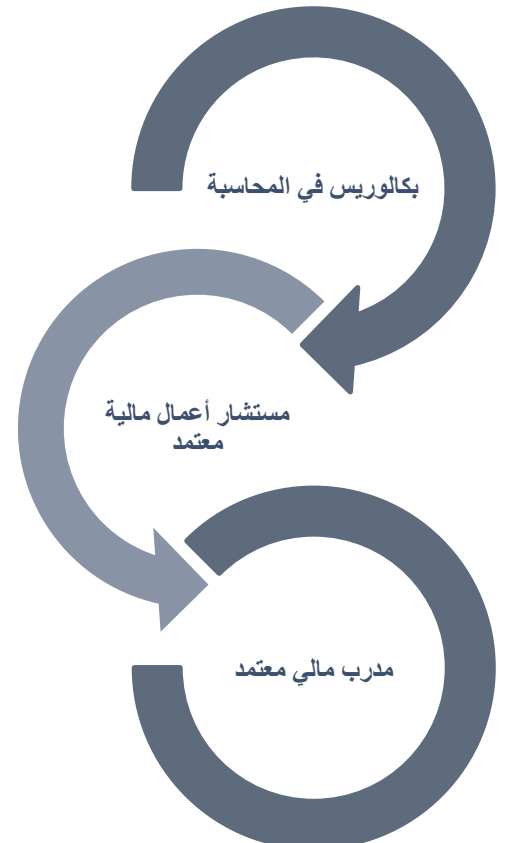 بكالوريس في المحاسبة
مستشار أعمال مالية
معتمد
مدرب مالي معتمد